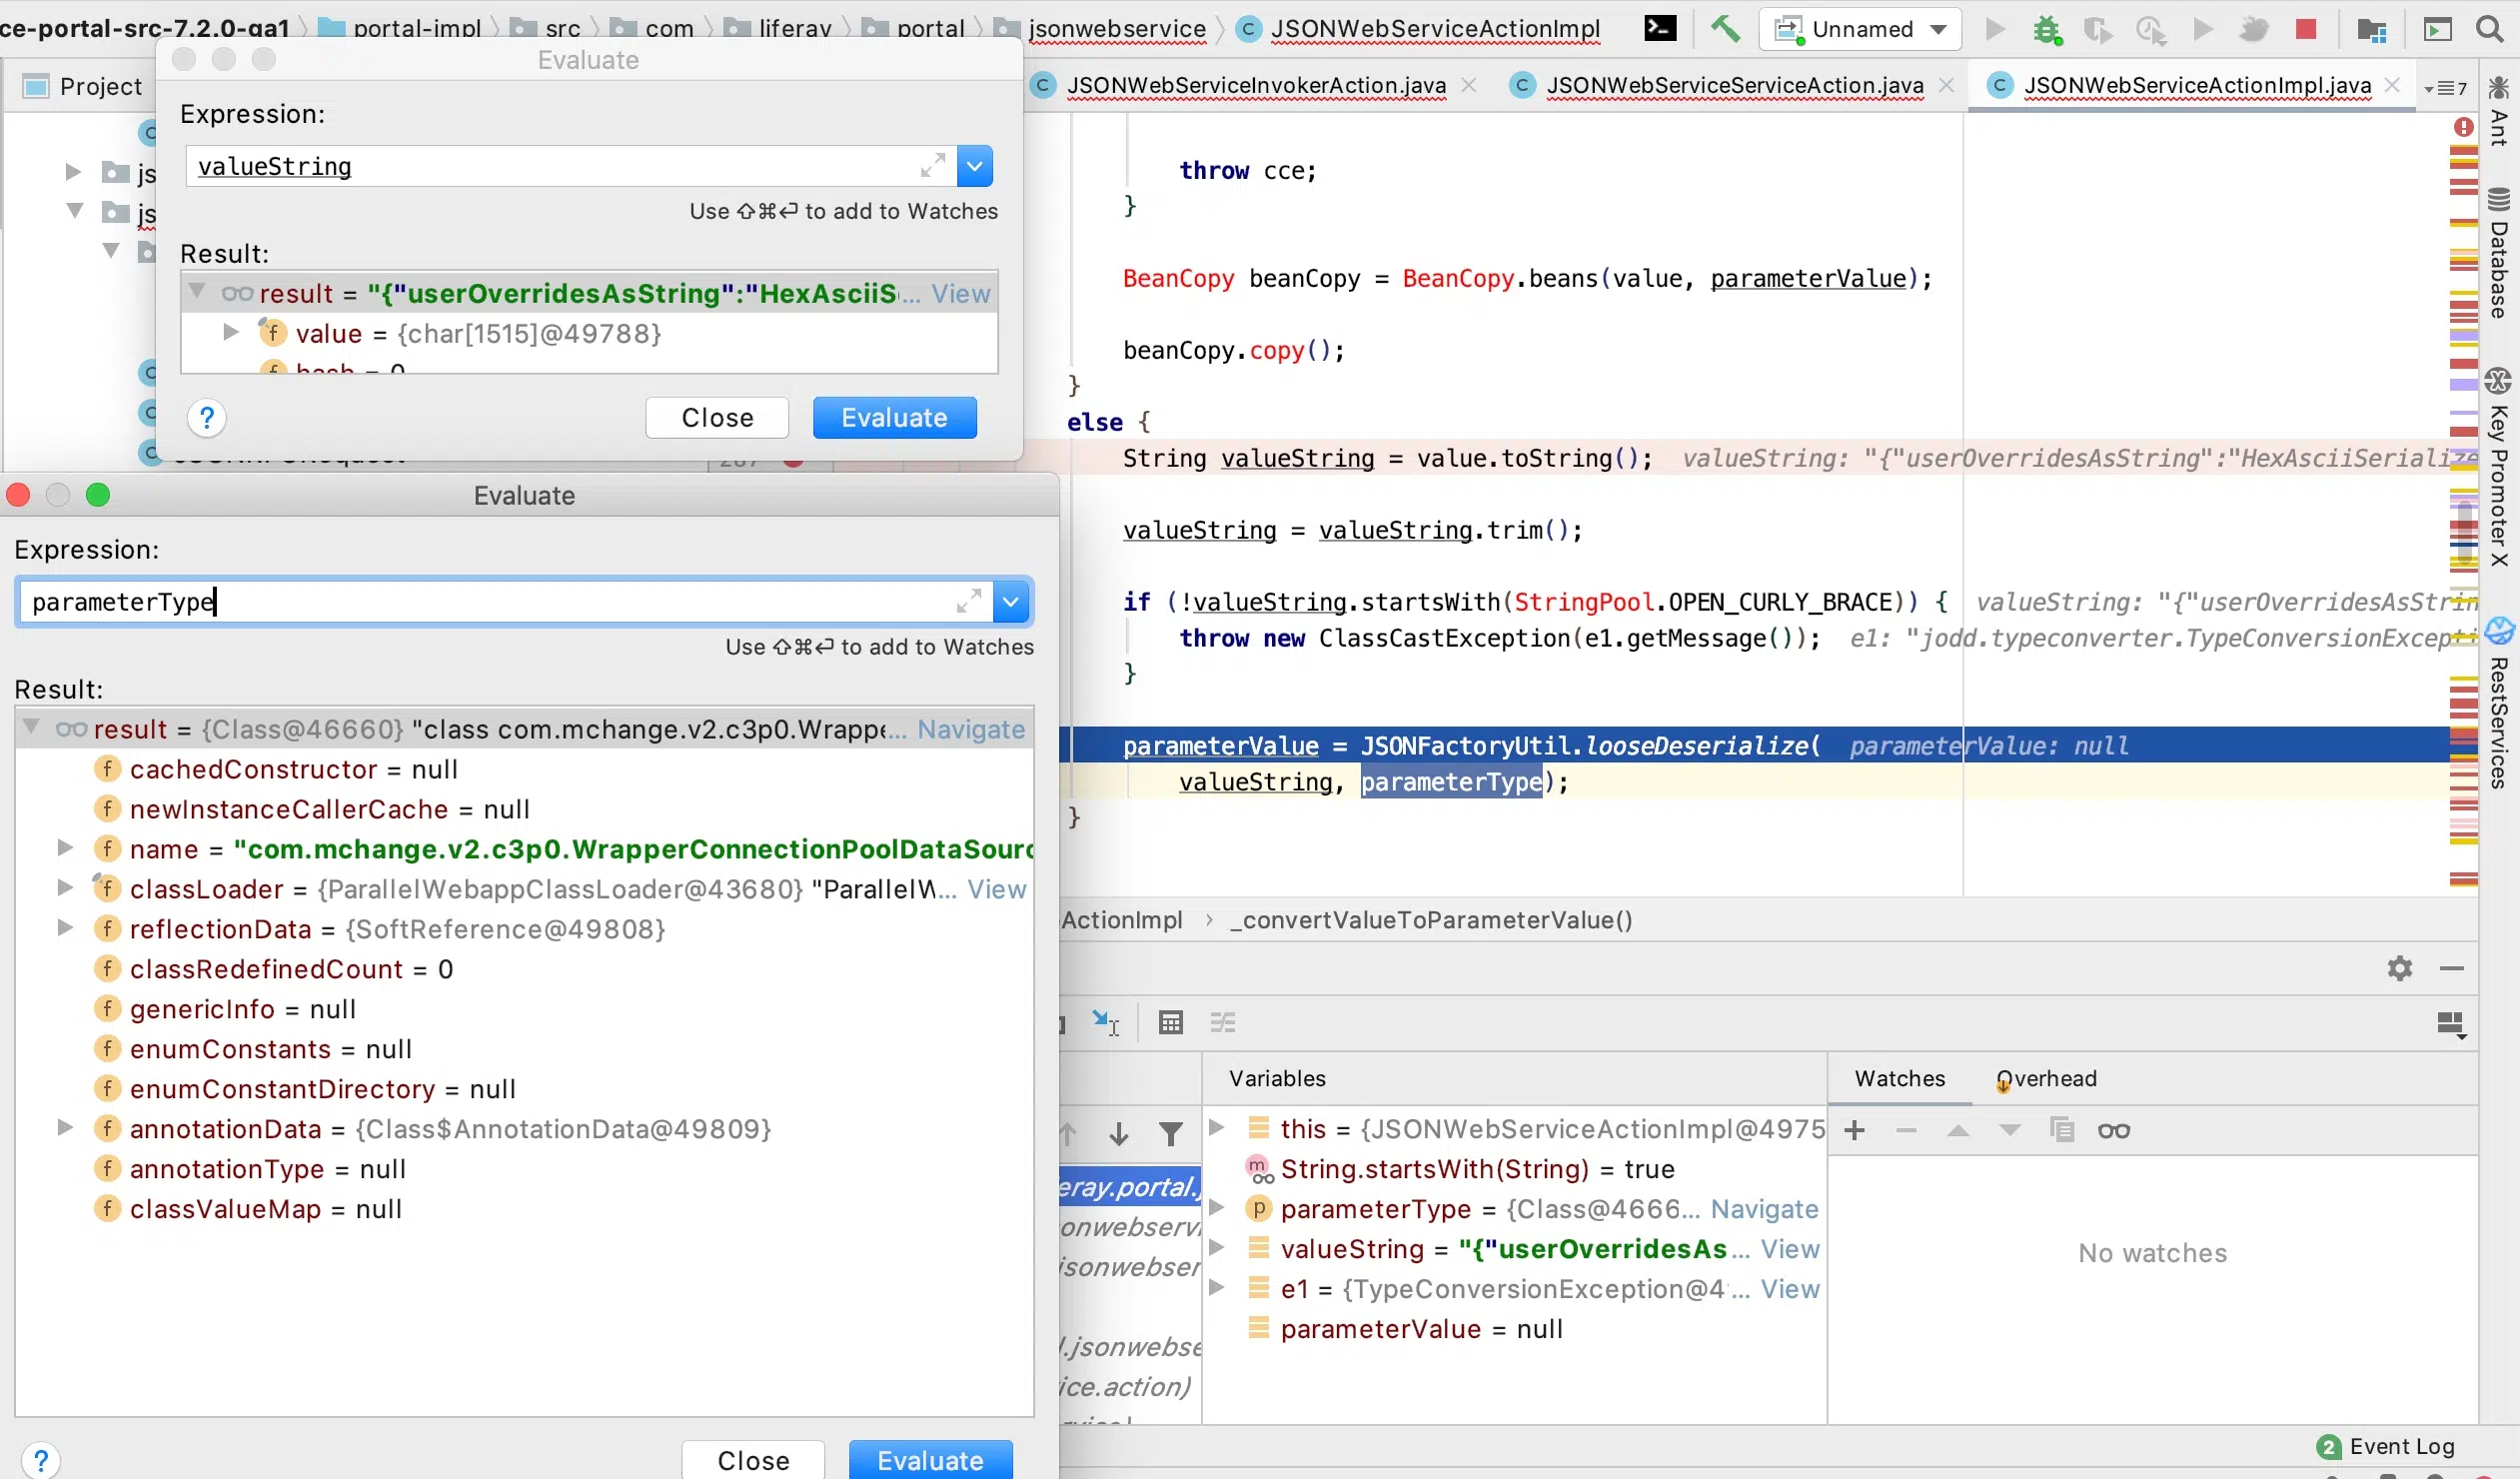 ce-portal-src-7.2.0-ga1 portal-impl src com liferay portal jsonwebservice JSONWebServiceActionImpl Unnamed
Project
JSONWebServiceInvokerAction.java JSONWebServiceServiceAction.java JSONWebServiceActionImpl.java 7
Evaluate
Expression:
valueString
Use ⇧⌘⏎ to add to Watches
Result:
result = "{"userOverridesAsString":"HexAsciiS... View
value = {char[1515]@49788}
hash = 0
? Close Evaluate
js
js
throw cce;
}
BeanCopy beanCopy = BeanCopy.beans(value, parameterValue);
beanCopy.copy();
}
else {
String valueString = value.toString(); valueString: "{"userOverridesAsString":"HexAsciiSerialize
valueString = valueString.trim();
if (!valueString.startsWith(StringPool.OPEN_CURLY_BRACE)) { valueString: "{"userOverridesAsStrin
throw new ClassCastException(e1.getMessage()); e1: "jodd.typeconverter.TypeConversionExcepti
}
parameterValue = JSONFactoryUtil.looseDeserialize( parameterValue: null
valueString, parameterType);
}
Ant
Database
Key Promoter X
RestServices
Evaluate
Expression:
parameterType
Use ⇧⌘⏎ to add to Watches
Result:
result = {Class@46660} "class com.mchange.v2.c3p0.Wrappe... Navigate
cachedConstructor = null
newInstanceCallerCache = null
name = "com.mchange.v2.c3p0.WrapperConnectionPoolDataSourc
classLoader = {ParallelWebappClassLoader@43680} "ParallelW... View
reflectionData = {SoftReference@49808}
classRedefinedCount = 0
genericInfo = null
enumConstants = null
enumConstantDirectory = null
annotationData = {Class$AnnotationData@49809}
annotationType = null
classValueMap = null
? Close Evaluate
ActionImpl › _convertValueToParameterValue()
Variables
Watches Overhead
eray.portal.j
onwebservi
jsonwebser
l.jsonwebse
ice.action)
this = {JSONWebServiceActionImpl@4975
String.startsWith(String) = true
parameterType = {Class@4666... Navigate
valueString = "{"userOverridesAs... View
e1 = {TypeConversionException@4... View
parameterValue = null
No watches
2 Event Log